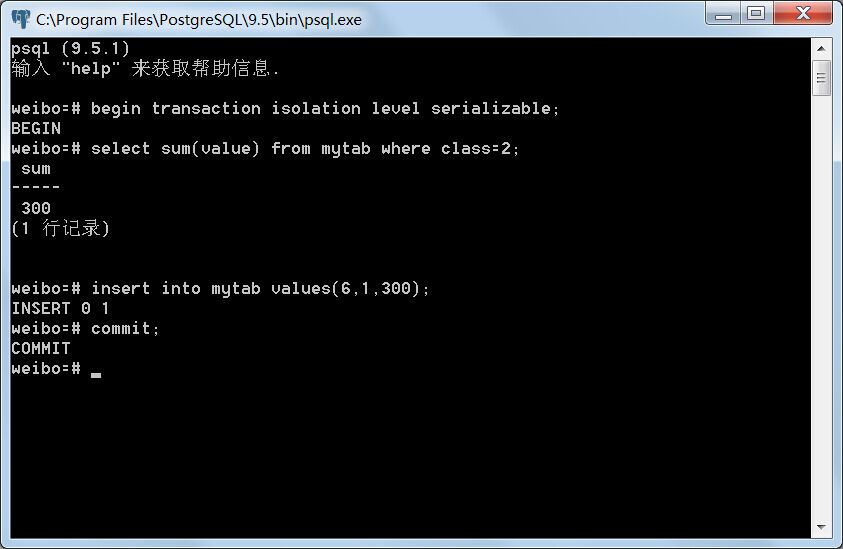 C:\Program Files\PostgreSQL\9.5\bin\psql.exe
psql (9.5.1)
输入 "help" 来获取帮助信息.
weibo=# begin transaction isolation level serializable;
BEGIN
weibo=# select sum(value) from mytab where class=2;
sum
-----
300
(1 行记录)
weibo=# insert into mytab values(6,1,300);
INSERT 0 1
weibo=# commit;
COMMIT
weibo=#